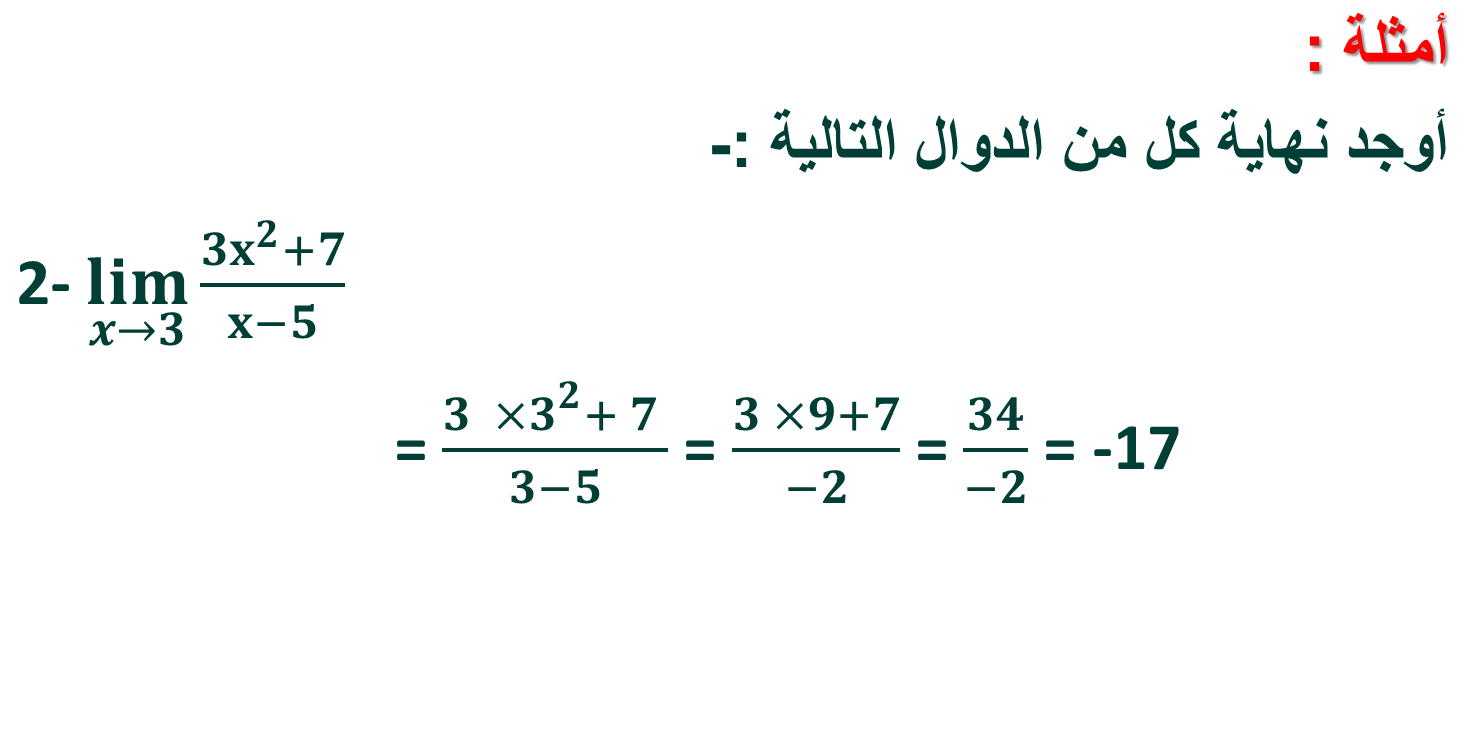 أمثلة :
أوجد نهاية كل من الدوال التالية :-
2- lim x→3 (3x²+7)/(x−5)
= (3 ×3²+ 7)/(3−5) = (3 ×9+7)/(−2) = 34/(−2) = -17